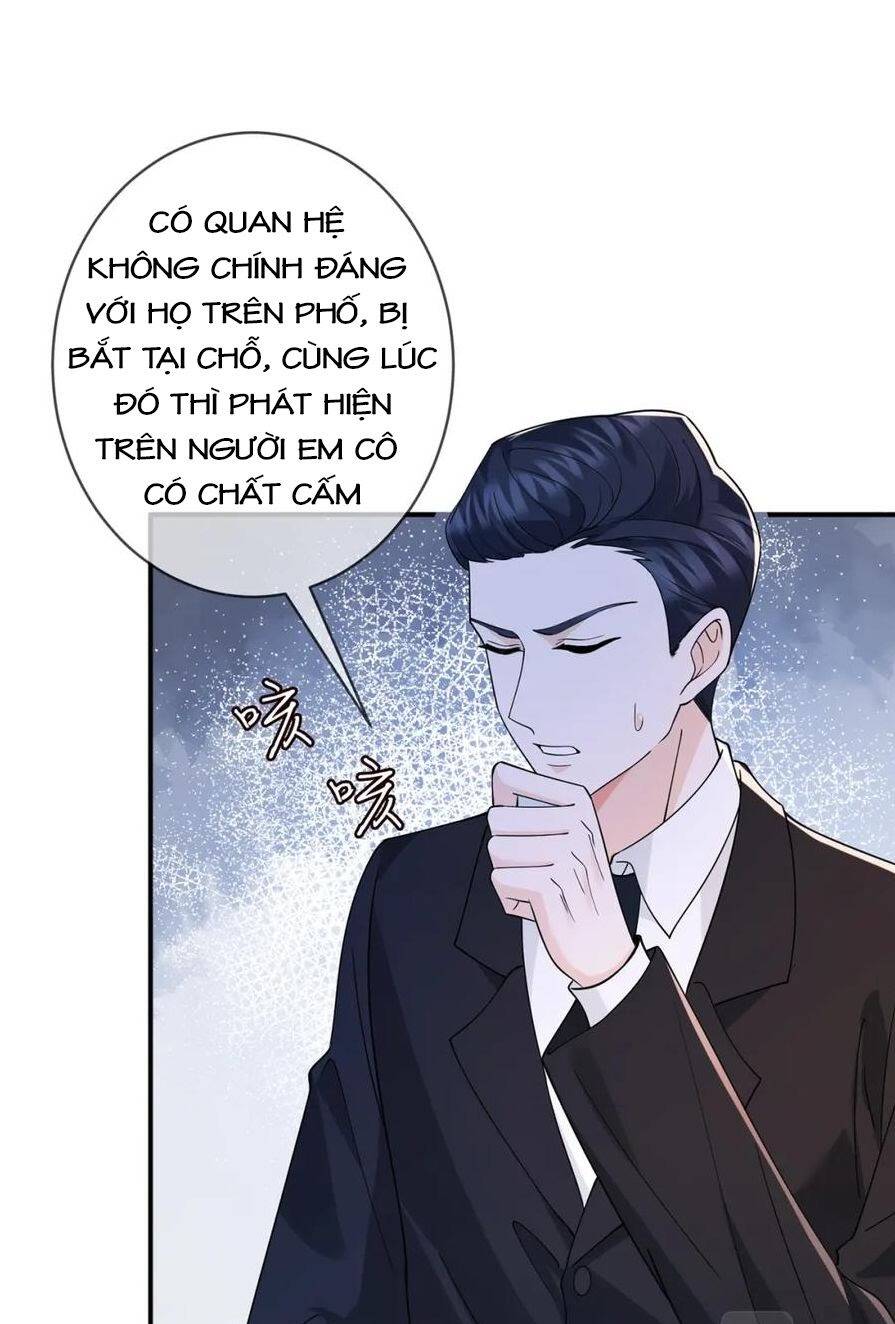 CÓ QUAN HỆ
KHÔNG CHÍNH ĐÁNG
VỚI HỌ TRÊN PHỐ, BỊ
BẮT TẠI CHỖ, CÙNG LÚC
ĐÓ THÌ PHÁT HIỆN
TRÊN NGƯỜI EM CÔ
CÓ CHẤT CẤM
咳
咳